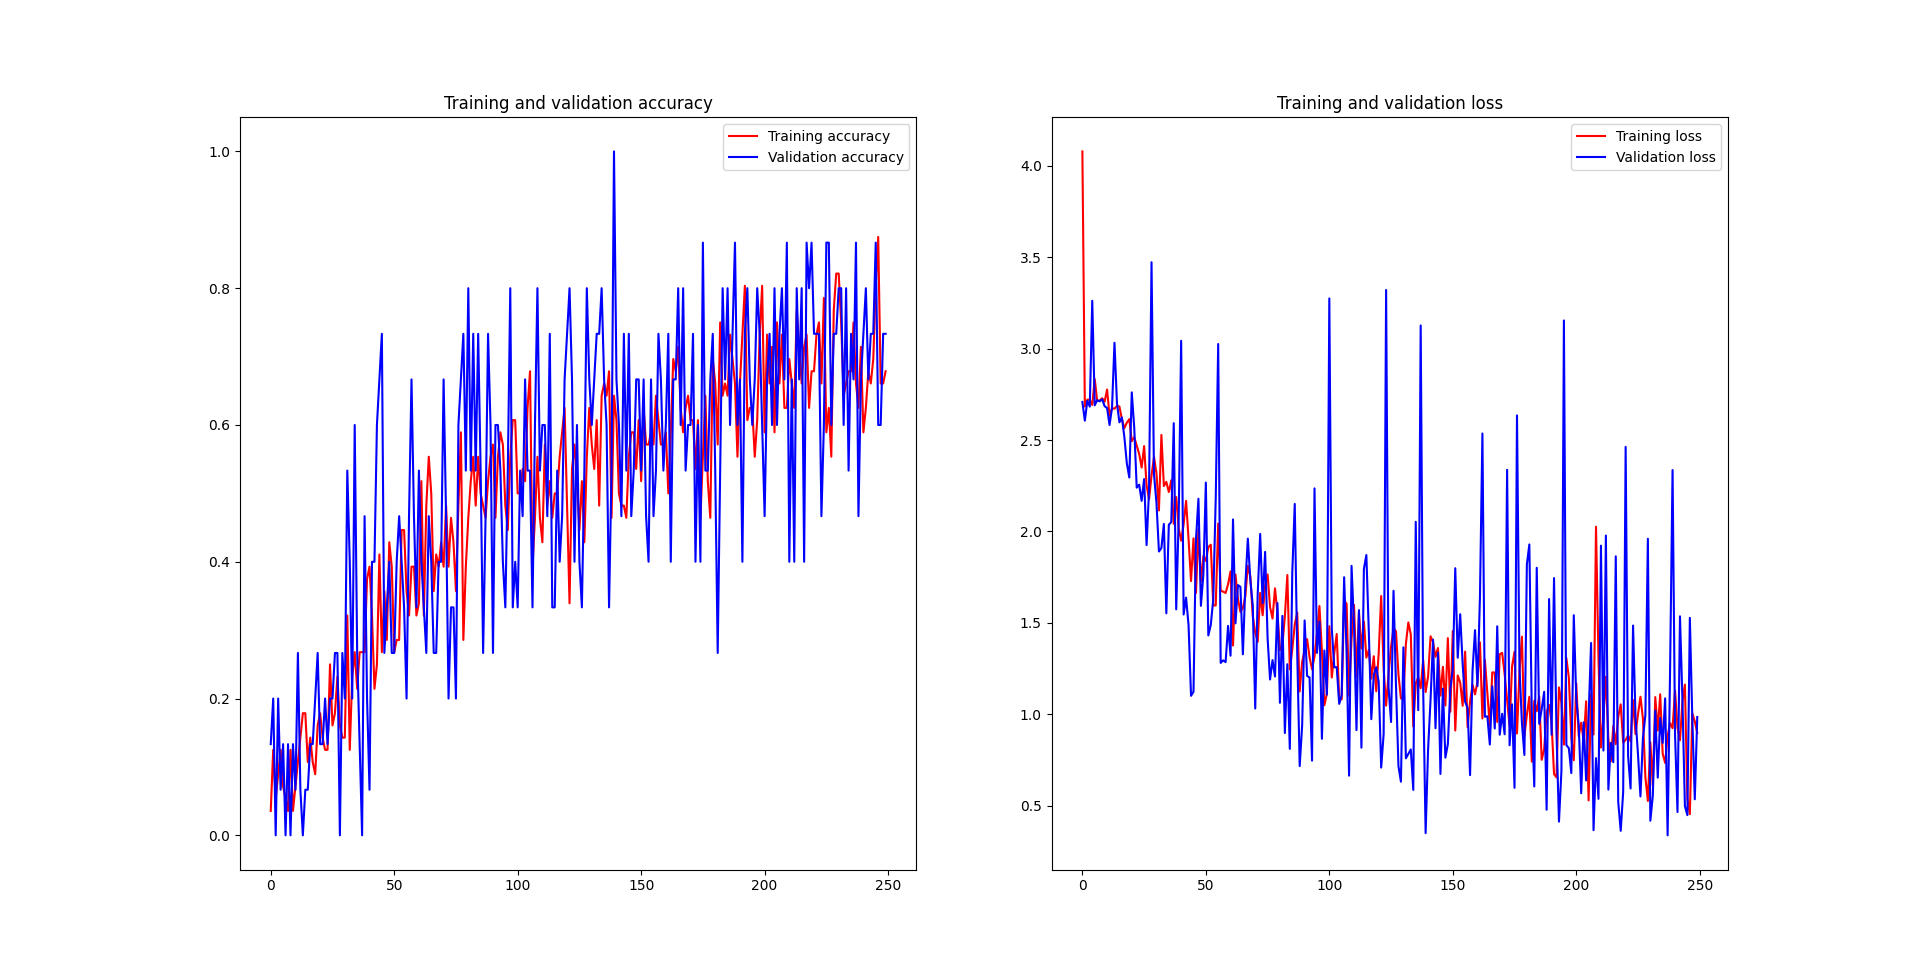 Training and validation accuracy
Training accuracy
Validation accuracy
1.0
0.8
0.6
0.4
0.2
0.0
0 50 100 150 200 250
Training and validation loss
Training loss
Validation loss
4.0
3.5
3.0
2.5
2.0
1.5
1.0
0.5
0 50 100 150 200 250